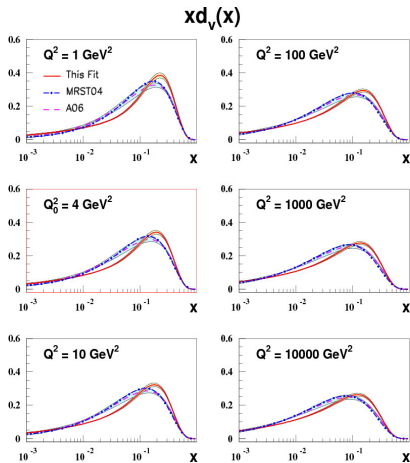 xd_v(x)
0.6
0.4
0.2
0
Q² = 1 GeV²
This Fit
MRST04
A06
10⁻³
10⁻²
10⁻¹
x
0.6
0.4
0.2
0
Q² = 100 GeV²
10⁻³
10⁻²
10⁻¹
x
0.6
0.4
0.2
0
Q₀² = 4 GeV²
10⁻³
10⁻²
10⁻¹
x
0.6
0.4
0.2
0
Q² = 1000 GeV²
10⁻³
10⁻²
10⁻¹
x
0.6
0.4
0.2
0
Q² = 10 GeV²
10⁻³
10⁻²
10⁻¹
x
0.6
0.4
0.2
0
Q² = 10000 GeV²
10⁻³
10⁻²
10⁻¹
x